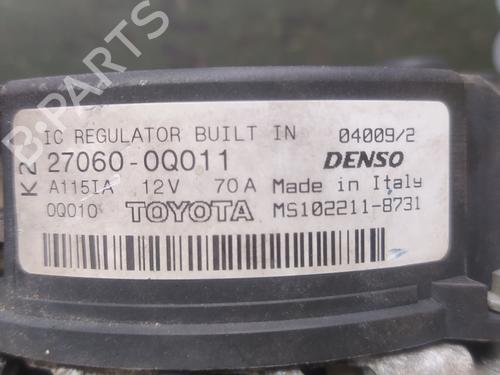 B-PARTS
IC REGULATOR BUILT IN 04009/2
K2 27060-0Q011 DENSO
A115IA 12V 70A Made in Italy
0Q010 TOYOTA MS102211-8731